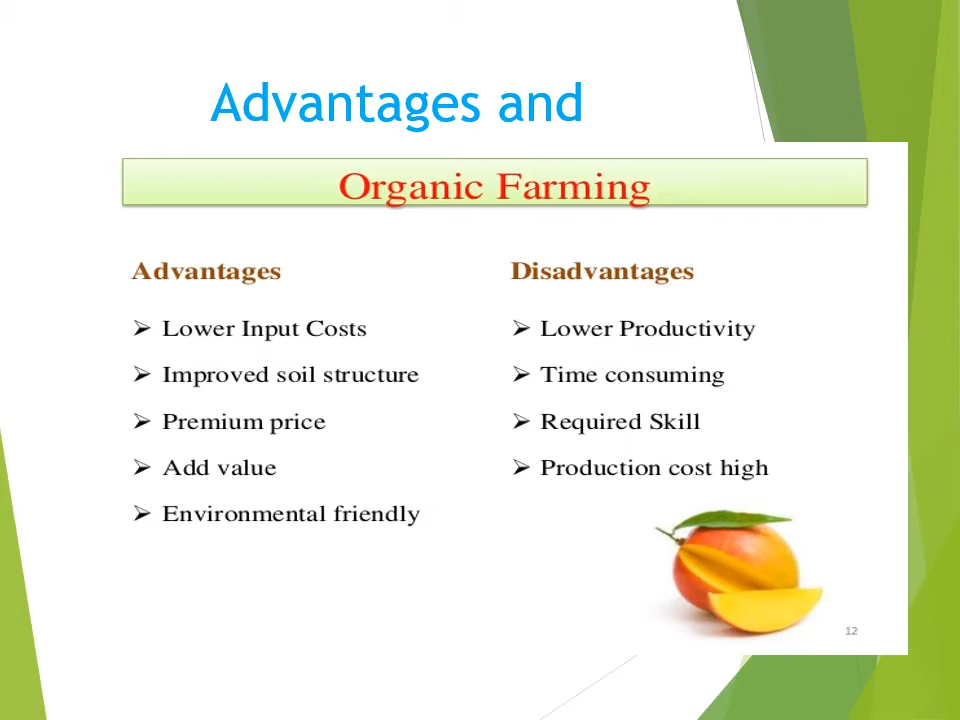 Advantages and
Organic Farming
Advantages
➢ Lower Input Costs
➢ Improved soil structure
➢ Premium price
➢ Add value
➢ Environmental friendly
Disadvantages
➢ Lower Productivity
➢ Time consuming
➢ Required Skill
➢ Production cost high
12